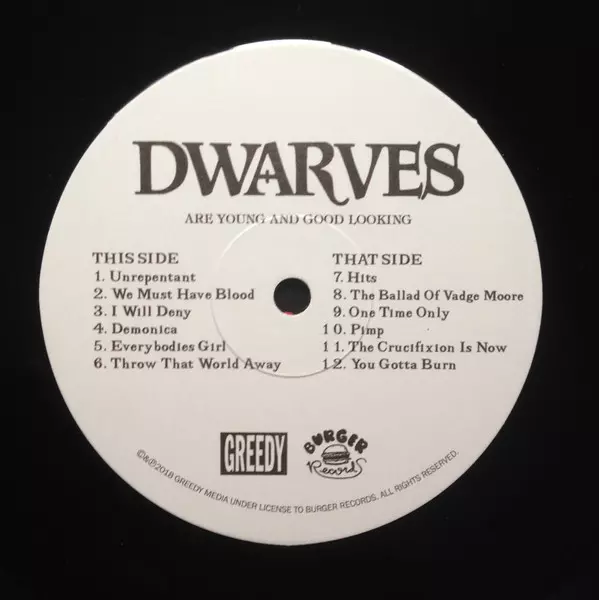 DWARVES
ARE YOUNG AND GOOD LOOKING
THIS SIDE
1. Unrepentant
2. We Must Have Blood
3. I Will Deny
4. Demonica
5. Everybodies Girl
6. Throw That World Away
THAT SIDE
7. Hits
8. The Ballad Of Vadge Moore
9. One Time Only
10. Pimp
11. The Crucifixion Is Now
12. You Gotta Burn
GREEDY
BURGER
Records
©&℗2018 GREEDY MEDIA UNDER LICENSE TO BURGER RECORDS. ALL RIGHTS RESERVED.